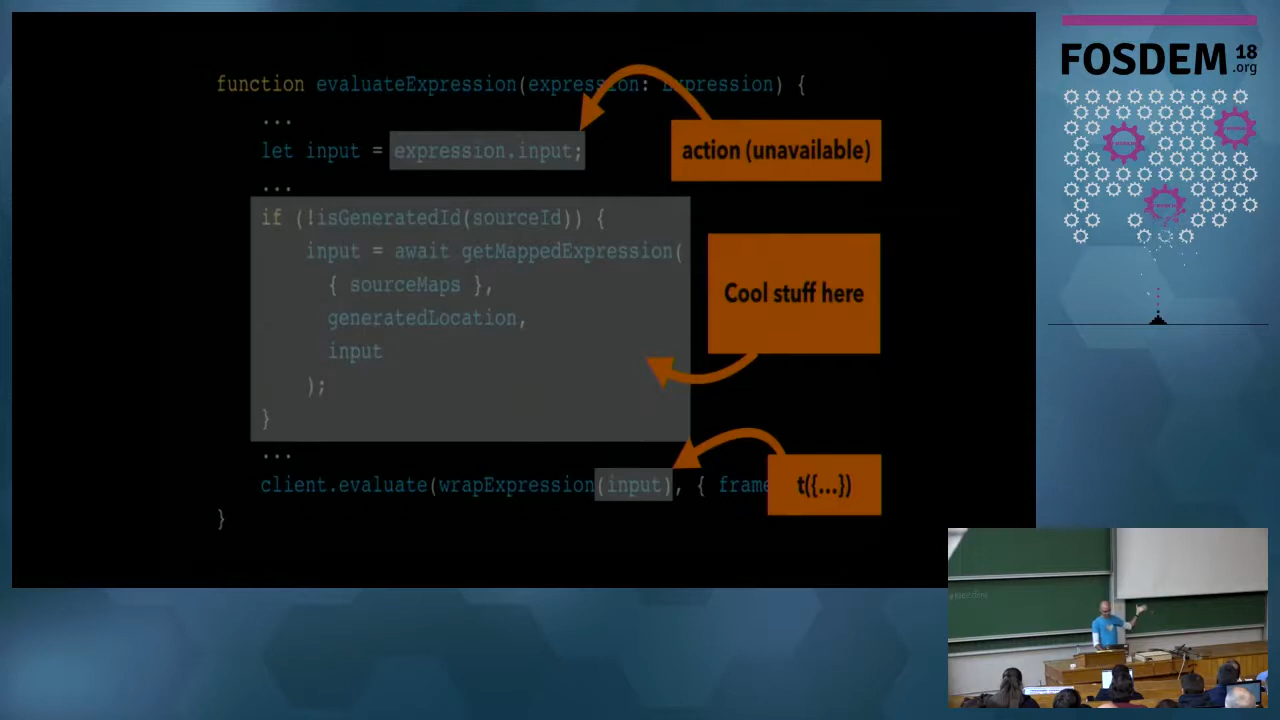 function evaluateExpression(expression: Expression) {
...
let input = expression.input;
action (unavailable)
...
if (!isGeneratedId(sourceId)) {
input = await getMappedExpression(
{ sourceMaps },
generatedLocation,
input
);
}
Cool stuff here
...
client.evaluate(wrapExpression(input), { frame
t({...})
}
FOSDEM 18
.org